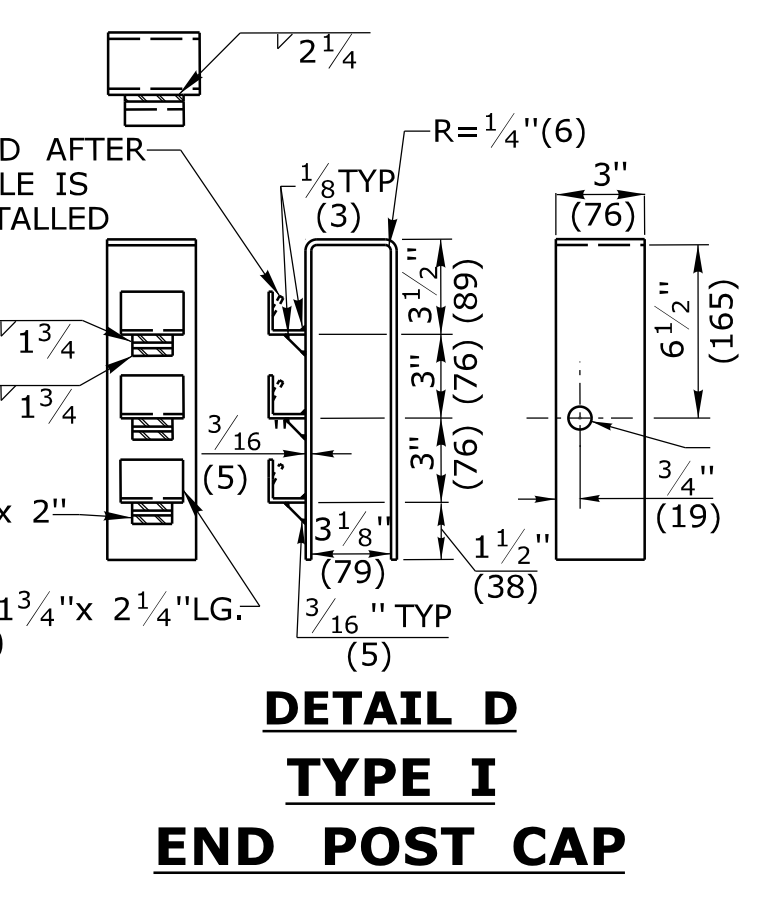 2 1/4
D AFTER
LE IS
TALLED
R=1/4"(6)
1/8 TYP
(3)
3"
(76)
3 1/2"
(89)
6 1/2"
(165)
1 3/4
1 3/4
3"
(76)
3/16
(5)
"
3"
(76)
3/4"
(19)
x 2"
3 1/8"
(79)
1 1/2"
(38)
1 3/4"x 2 1/4"LG.
)
3/16 " TYP
(5)
DETAIL D
TYPE I
END POST CAP